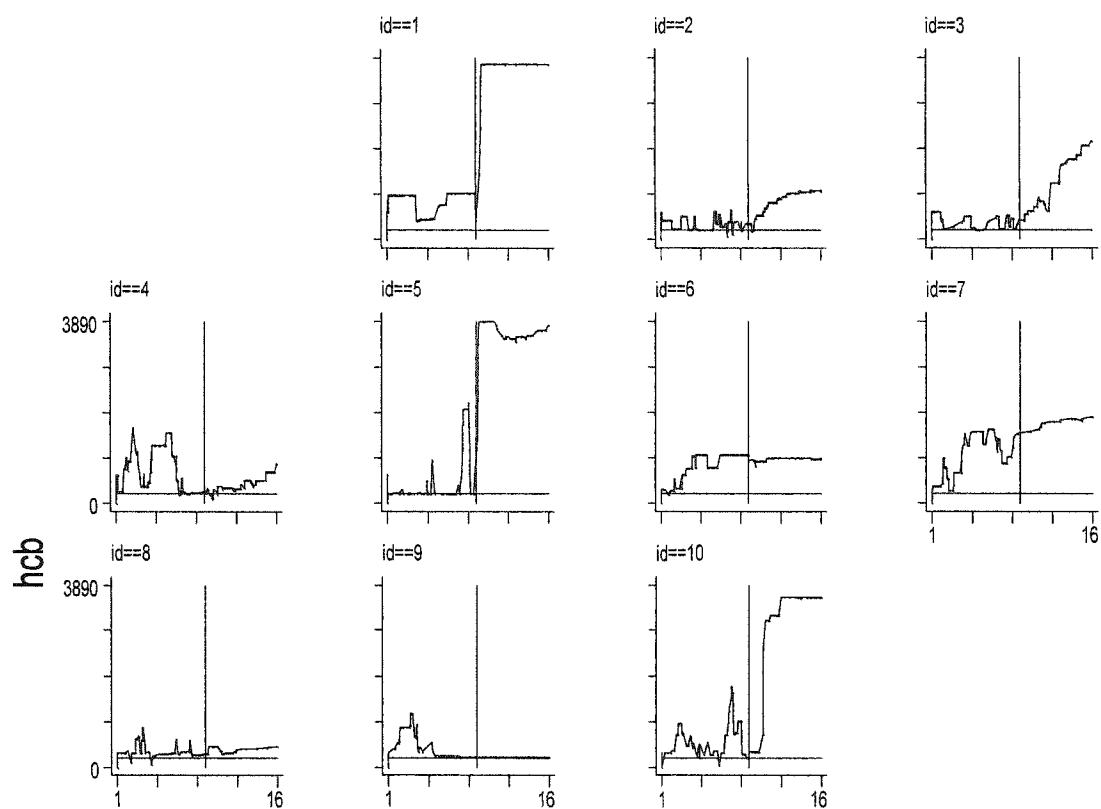 id==1
id==2
id==3
id==4
3890
0
id==5
id==6
id==7
1
16
hcb
id==8
3890
0
1
16
id==9
1
16
id==10
1
16